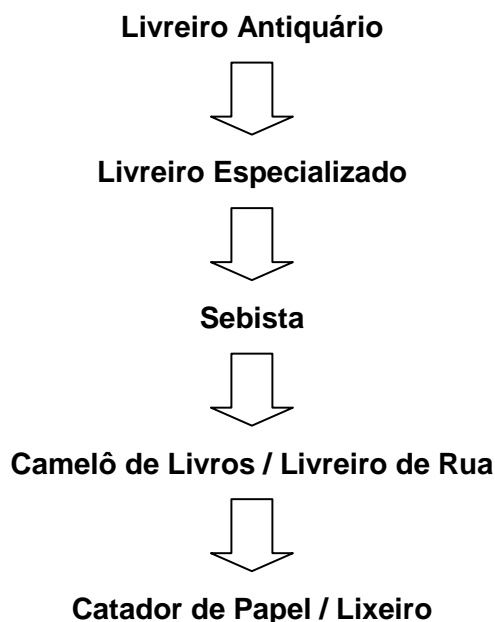 Livreiro Antiquário
Livreiro Especializado
Sebista
Camelô de Livros / Livreiro de Rua
Catador de Papel / Lixeiro